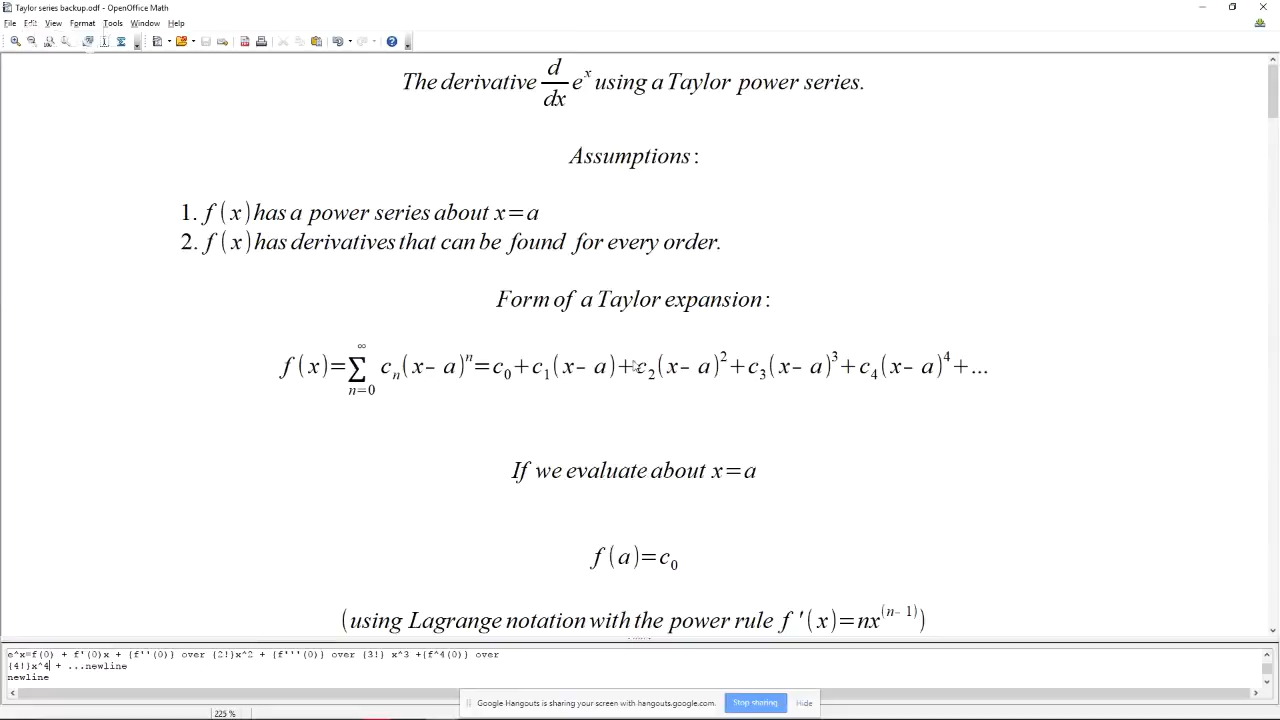 Taylor series backup.odf - OpenOffice Math
File Edit View Format Tools Window Help
The derivative d/dx e^x using a Taylor power series.
Assumptions:
1. f(x) has a power series about x=a
2. f(x) has derivatives that can be found for every order.
Form of a Taylor expansion:
f(x)=∑_{n=0}^{∞} c_n(x−a)^n=c_0+c_1(x−a)+c_2(x−a)^2+c_3(x−a)^3+c_4(x−a)^4+...
If we evaluate about x=a
f(a)=c_0
(using Lagrange notation with the power rule f'(x)=nx^(n−1))
e^x=f(0) + f'(0)x + {f''(0)} over {2!}x^2 + {f'''(0)} over {3!} x^3 +{f^4(0)} over
{4!}x^4 + ...newline
newline
Google Hangouts is sharing your screen with hangouts.google.com.
Stop sharing
Hide
225 %